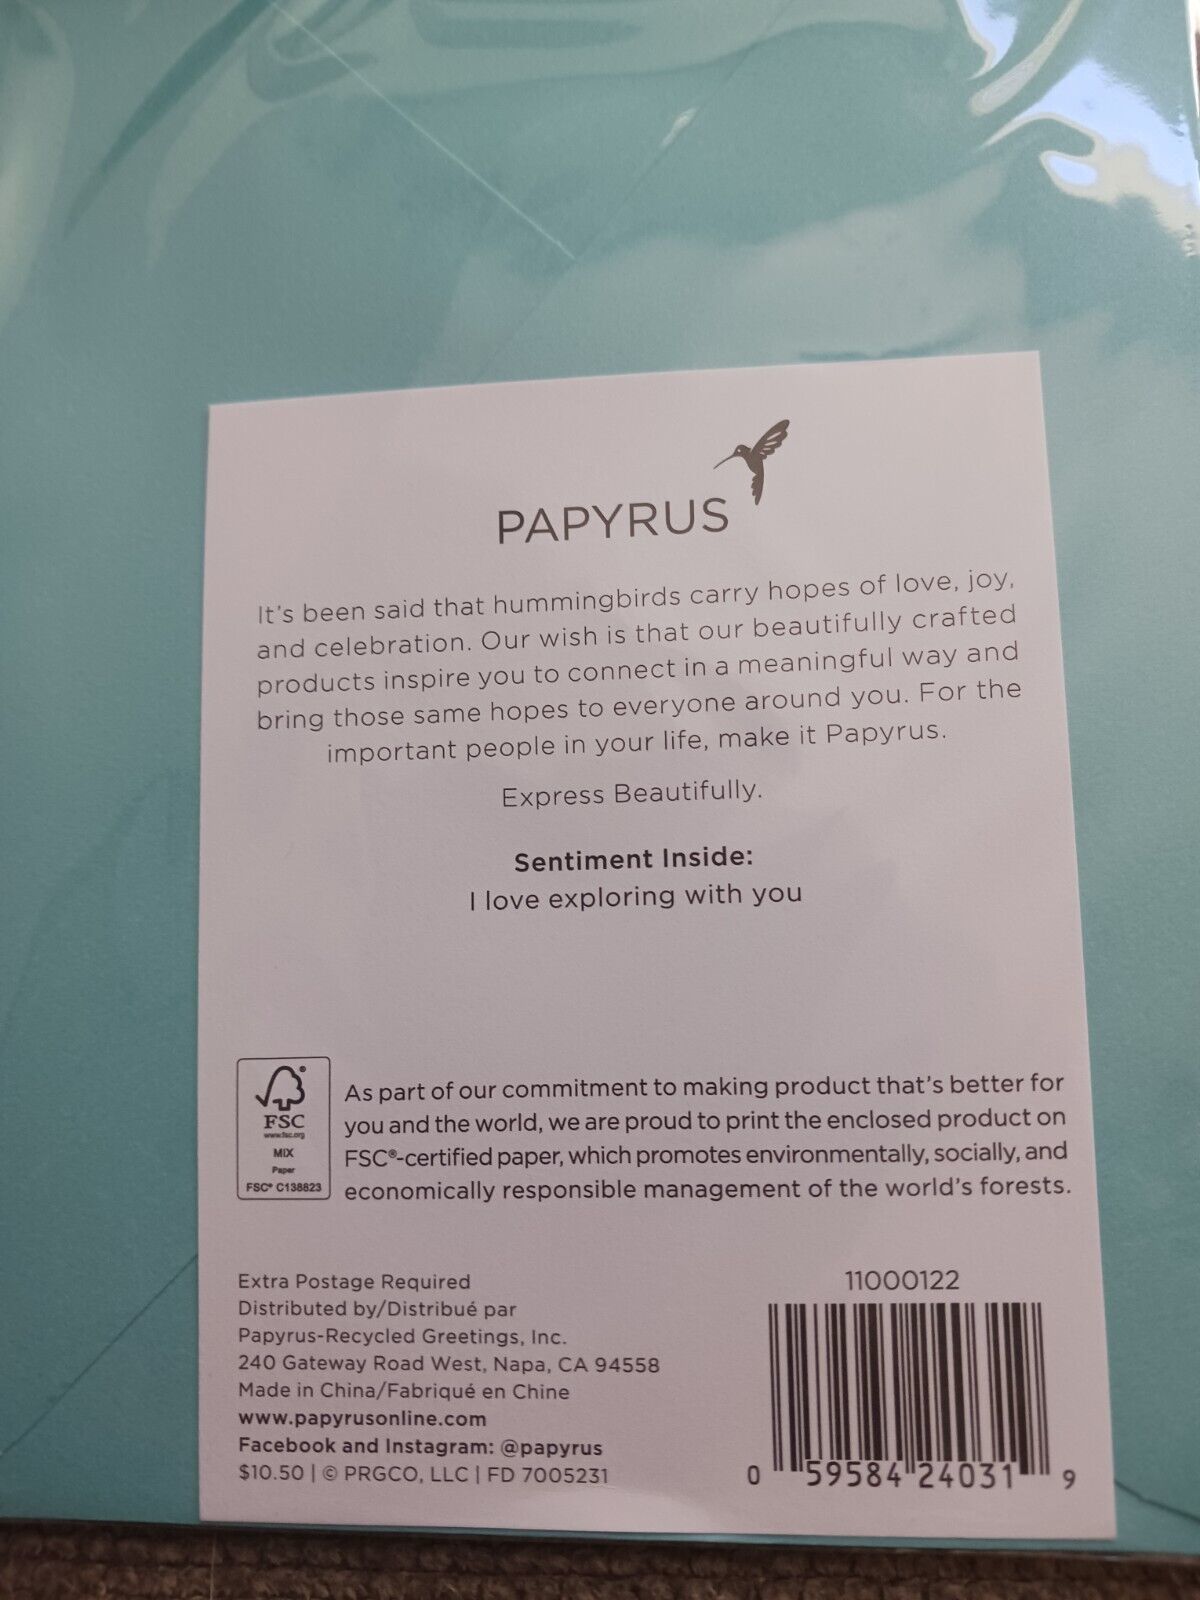 PAPYRUS
It's been said that hummingbirds carry hopes of love, joy,
and celebration. Our wish is that our beautifully crafted
products inspire you to connect in a meaningful way and
bring those same hopes to everyone around you. For the
important people in your life, make it Papyrus.
Express Beautifully.
Sentiment Inside:
I love exploring with you
FSC
www.fsc.org
MIX
Paper
FSC® C138623
As part of our commitment to making product that's better for
you and the world, we are proud to print the enclosed product on
FSC®-certified paper, which promotes environmentally, socially, and
economically responsible management of the world's forests.
Extra Postage Required
Distributed by/Distribué par
Papyrus-Recycled Greetings, Inc.
240 Gateway Road West, Napa, CA 94558
Made in China/Fabriqué en Chine
www.papyrusonline.com
Facebook and Instagram: @papyrus
$10.50 | © PRGCO, LLC | FD 7005231
11000122
0 59584 24031 9